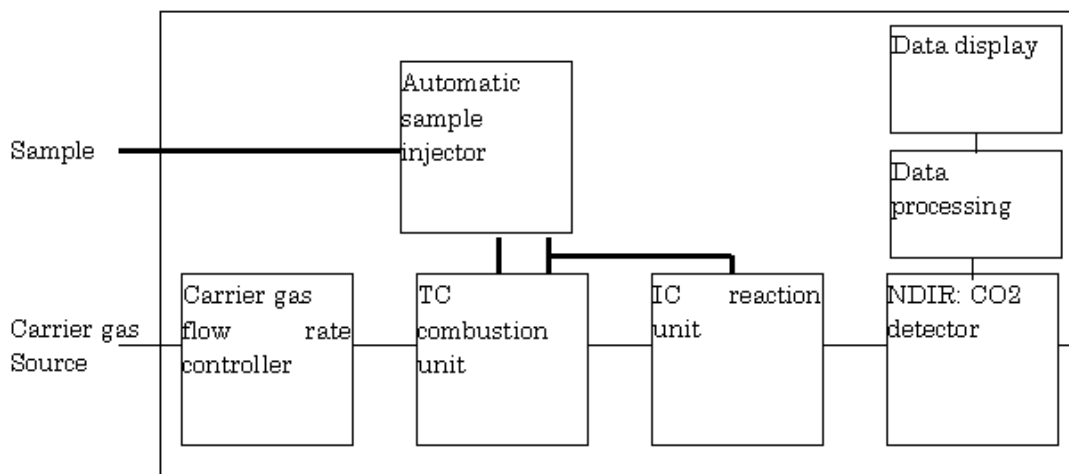 Data display
Automatic
sample
injector
Sample
Data
processing
Carrier gas
flow rate
controller
TC
combustion
unit
IC reaction
unit
NDIR: CO2
detector
Carrier gas
Source